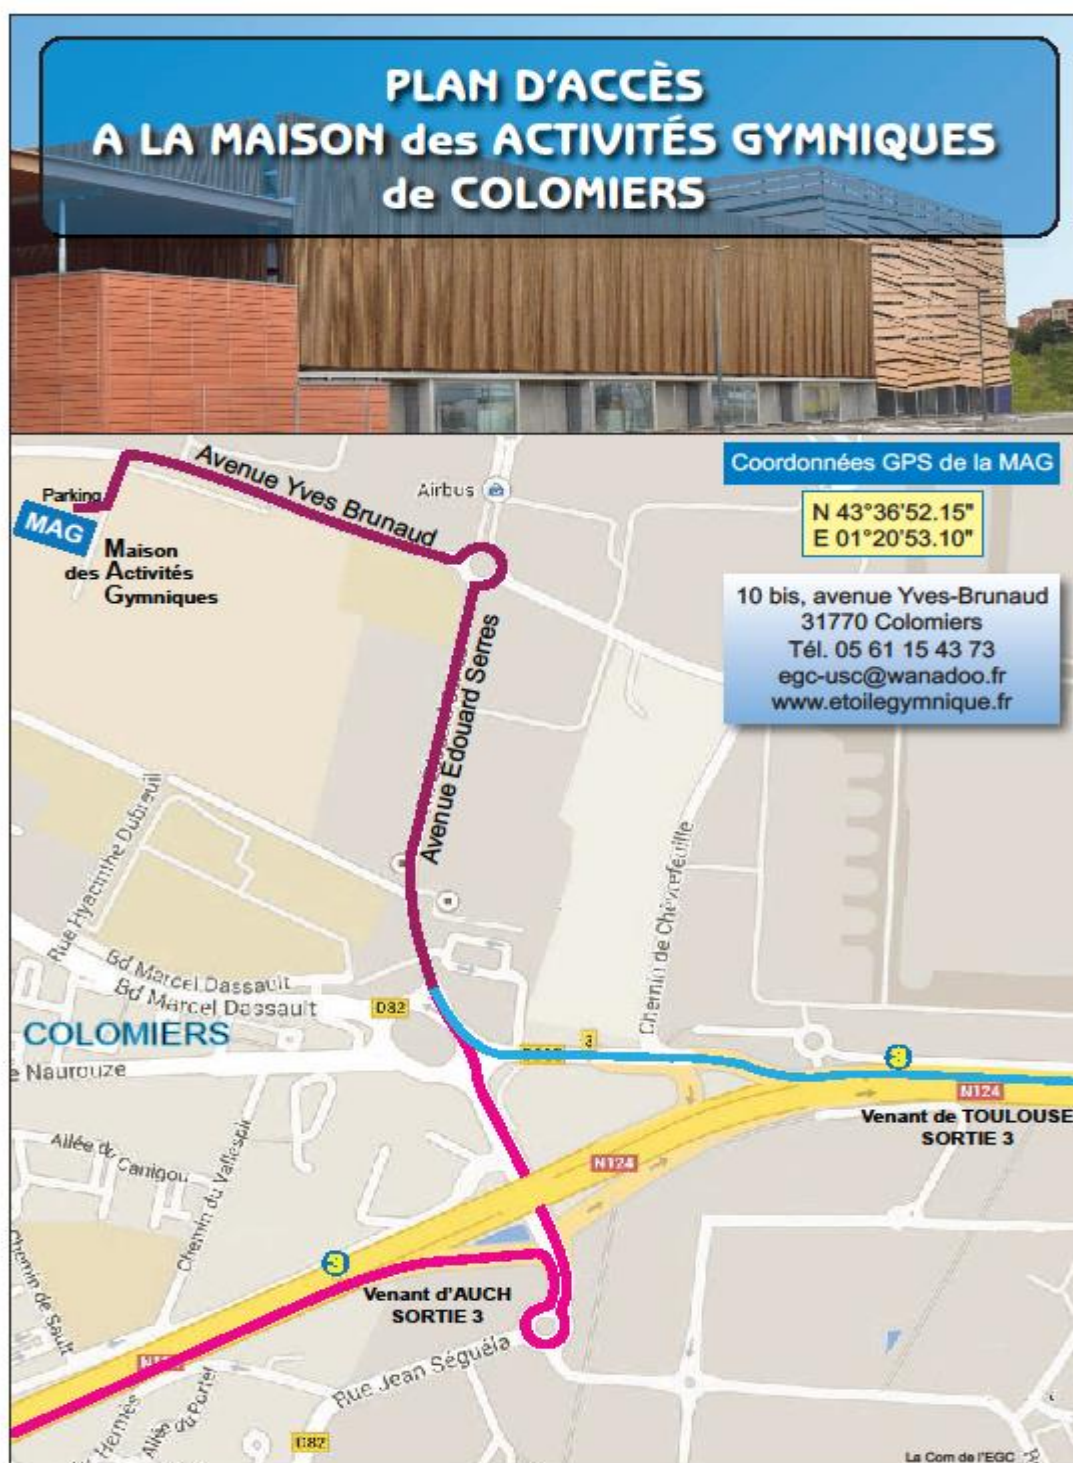 PLAN D'ACCÈS
A LA MAISON des ACTIVITÉS GYMNIQUES
de COLOMIERS
Coordonnées GPS de la MAG
N 43°36'52.15"
E 01°20'53.10"
10 bis, avenue Yves-Brunaud
31770 Colomiers
Tél. 05 61 15 43 73
egc-usc@wanadoo.fr
www.etoilegymnique.fr
Avenue Yves Brunaud
Airbus
Parking
MAG
Maison
des Activités
Gymniques
Avenue Edouard Serres
Rue Hyacinthe Dubreuil
Chemin de Chèvrefeuille
Bd Marcel Dassault
Bd Marcel Dassault
D82
COLOMIERS
3
3
e Naurouze
N124
Venant de TOULOUSE
SORTIE 3
Allée du Canigou
Chemin du Vallespir
N124
Chemin de Sault
3
Venant d'AUCH
SORTIE 3
Rue Jean Séguéla
Hermès
Allée du Portet
D82
La Com de l'EGC